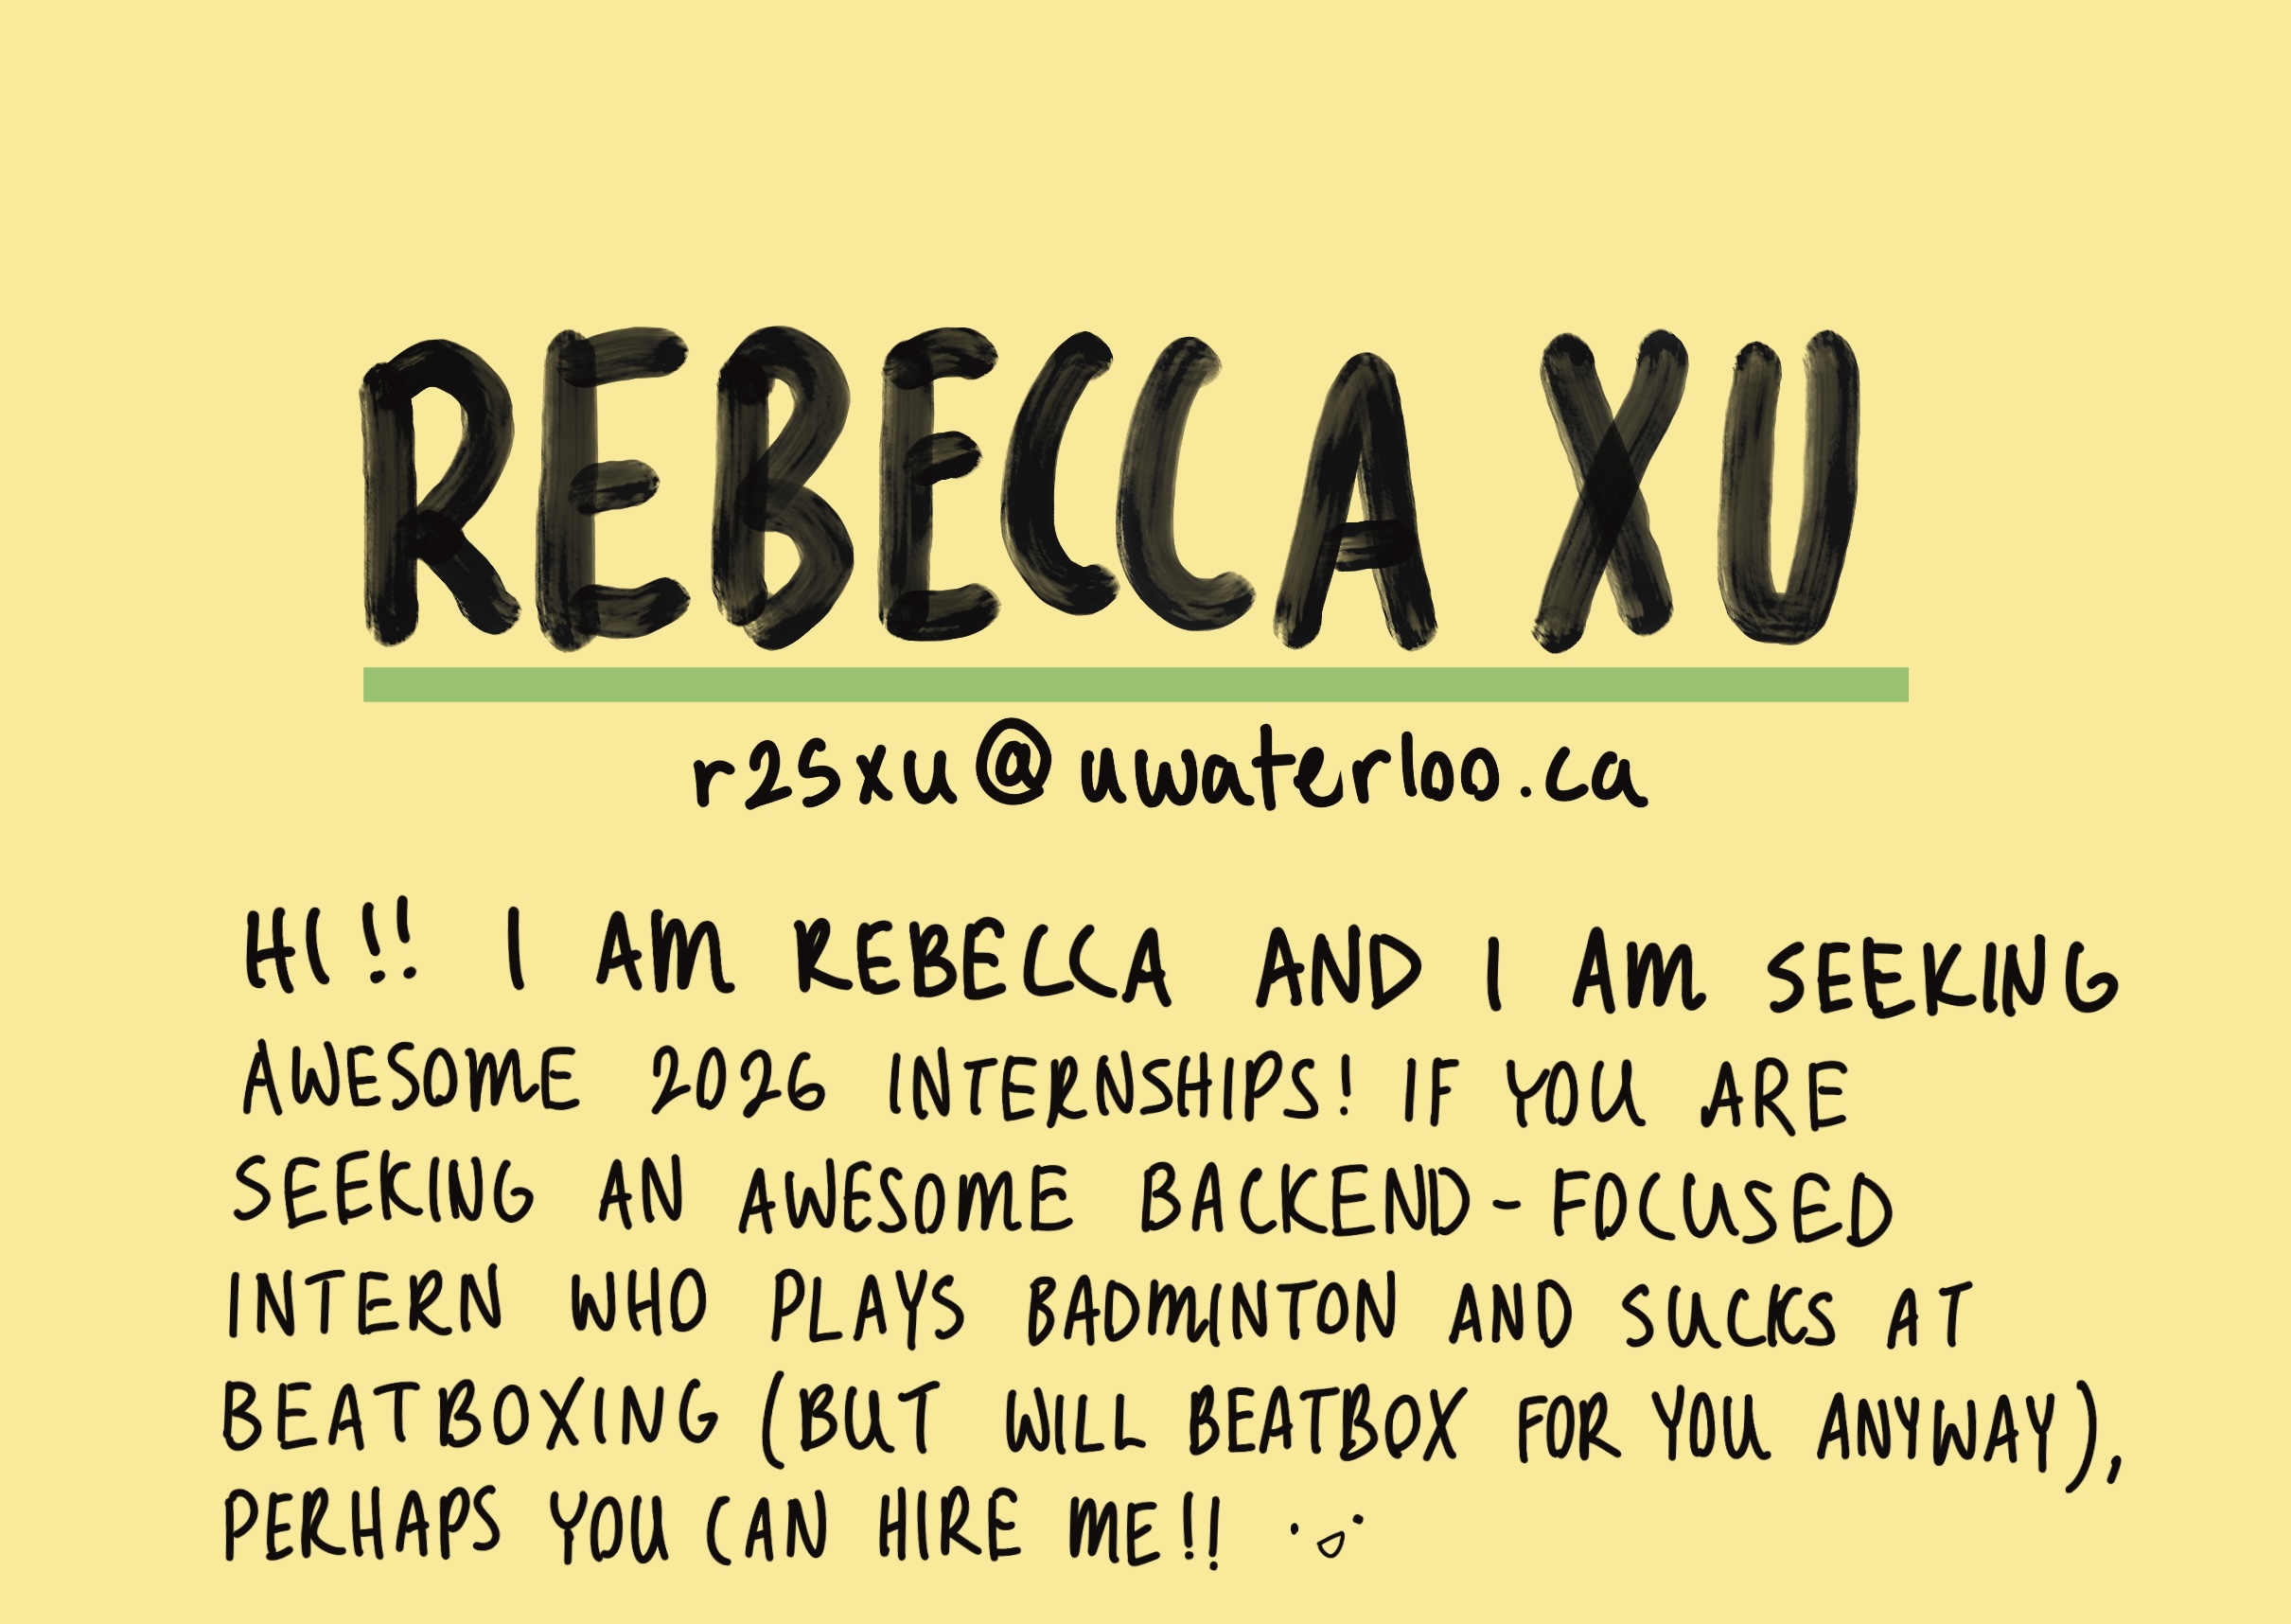 REBECCA XU
r2sxu@uwaterloo.ca
HI!! I AM REBECCA AND I AM SEEKING
AWESOME 2026 INTERNSHIPS! IF YOU ARE
SEEKING AN AWESOME BACKEND-FOCUSED
INTERN WHO PLAYS BADMINTON AND SUCKS AT
BEATBOXING (BUT WILL BEATBOX FOR YOU ANYWAY),
PERHAPS YOU CAN HIRE ME!!